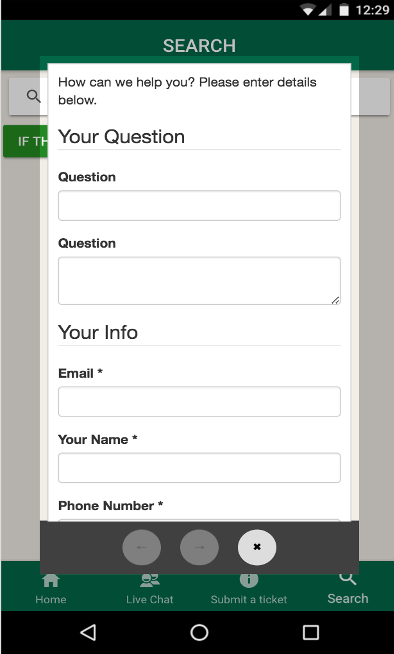 12:29
SEARCH
How can we help you? Please enter details
below.
IF TH
Your Question
Question
Question
Your Info
Email *
Your Name *
Phone Number *
Home
Live Chat
Submit a ticket
Search